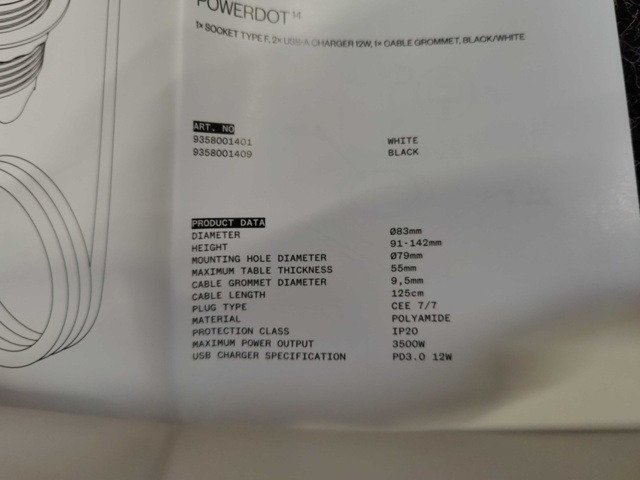 POWERDOT 14
1× SOCKET TYPE F, 2× USB-A CHARGER 12W, 1× CABLE GROMMET, BLACK/WHITE
ART. NO
9358001401 WHITE
9358001409 BLACK
PRODUCT DATA
DIAMETER Ø83mm
HEIGHT 91-142mm
MOUNTING HOLE DIAMETER Ø79mm
MAXIMUM TABLE THICKNESS 55mm
CABLE GROMMET DIAMETER 9,5mm
CABLE LENGTH 125cm
PLUG TYPE CEE 7/7
MATERIAL POLYAMIDE
PROTECTION CLASS IP20
MAXIMUM POWER OUTPUT 3500W
USB CHARGER SPECIFICATION PD3.0 12W